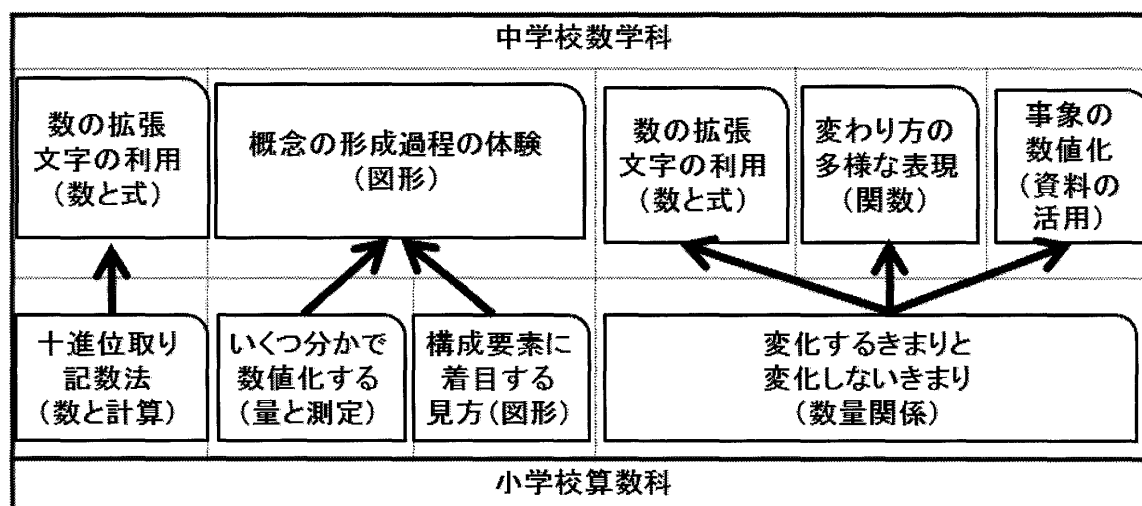 中学校数学科
数の拡張
文字の利用
(数と式)
概念の形成過程の体験
(図形)
数の拡張
文字の利用
(数と式)
変わり方の
多様な表現
(関数)
事象の
数値化
(資料の
活用)
十進位取り
記数法
(数と計算)
いくつ分かで
数値化する
(量と測定)
構成要素に
着目する
見方(図形)
変化するきまりと
変化しないきまり
(数量関係)
小学校算数科